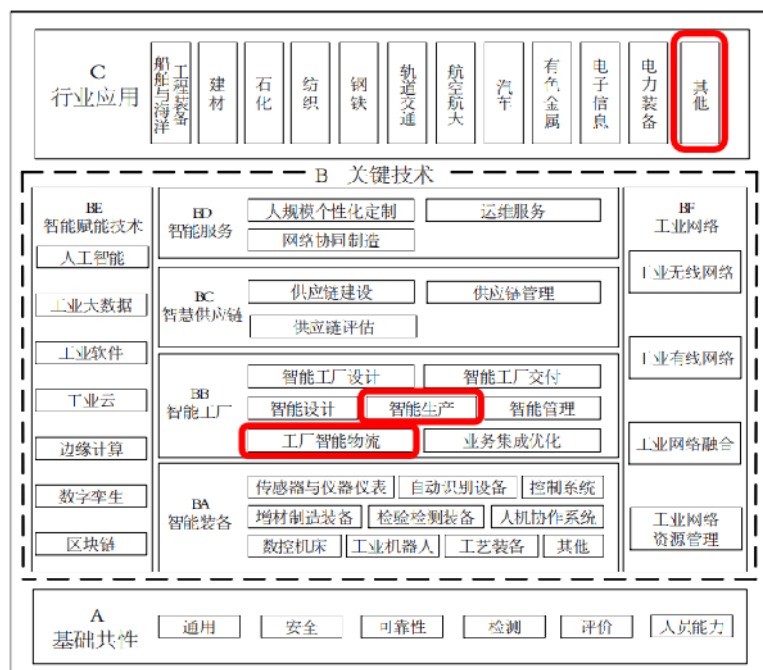 C
行业应用
船舶与海洋工程装备
建材
石化
纺织
钢铁
轨道交通
航空航天
汽车
有色金属
电子信息
电力装备
其他
B 关键技术
BE
智能赋能技术
人工智能
工业大数据
工业软件
工业云
边缘计算
数字孪生
区块链
BD
智能服务
大规模个性化定制
运维服务
网络协同制造
BC
智慧供应链
供应链建设
供应链管理
供应链评估
BB
智能工厂
智能工厂设计
智能工厂交付
智能设计
智能生产
智能管理
工厂智能物流
业务集成优化
BA
智能装备
传感器与仪器仪表
自动识别设备
控制系统
增材制造装备
检验检测装备
人机协作系统
数控机床
工业机器人
工艺装备
其他
BF
工业网络
工业无线网络
工业有线网络
工业网络融合
工业网络
资源管理
A
基础共性
通用
安全
可靠性
检测
评价
人员能力